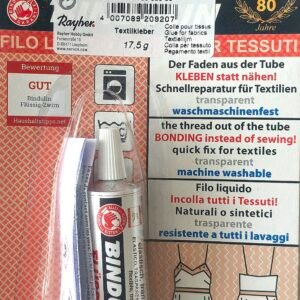 Rayher.
Rayher Hobby GmbH
4 007089 209207
Textilkleber
17,5 g
Colle pour tissus
Glue for fabrics
Textiellijm
Colla per tessuto
Pegamento textil
80
Jahre
FILO
TESSUTI
Bewertung
GUT
Bindulin
Flüssig-Zwirn
Haushaltstipps.net
Der Faden aus der Tube
KLEBEN statt nähen!
Schnellreparatur für Textilien
transparent
waschmaschinenfest
the thread out of the tube
BONDING instead of sewing!
quick fix for textiles
transparent
machine washable
Filo liquido
Incolla tutti i Tessuti!
Naturali o sintetici
trasparente
resistente a tutti i lavaggi
BIND